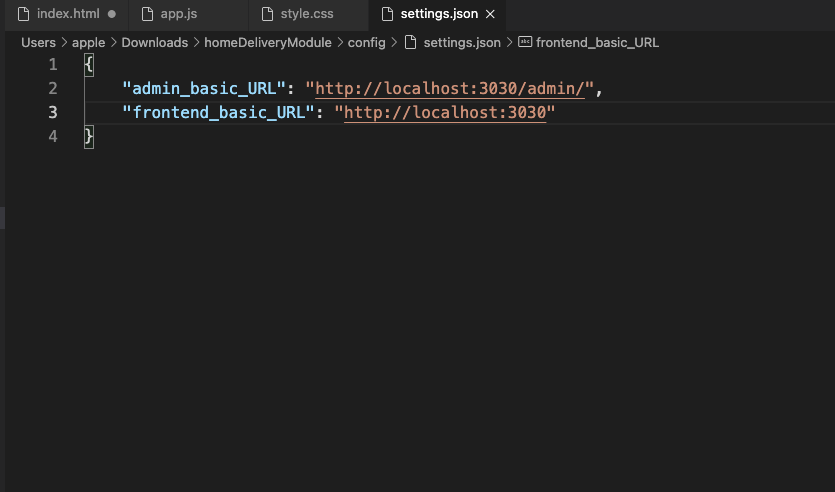 index.html app.js style.css settings.json
Users > apple > Downloads > homeDeliveryModule > config > settings.json > abc frontend_basic_URL
1 {
2 "admin_basic_URL": "http://localhost:3030/admin/",
3 "frontend_basic_URL": "http://localhost:3030"
4 }